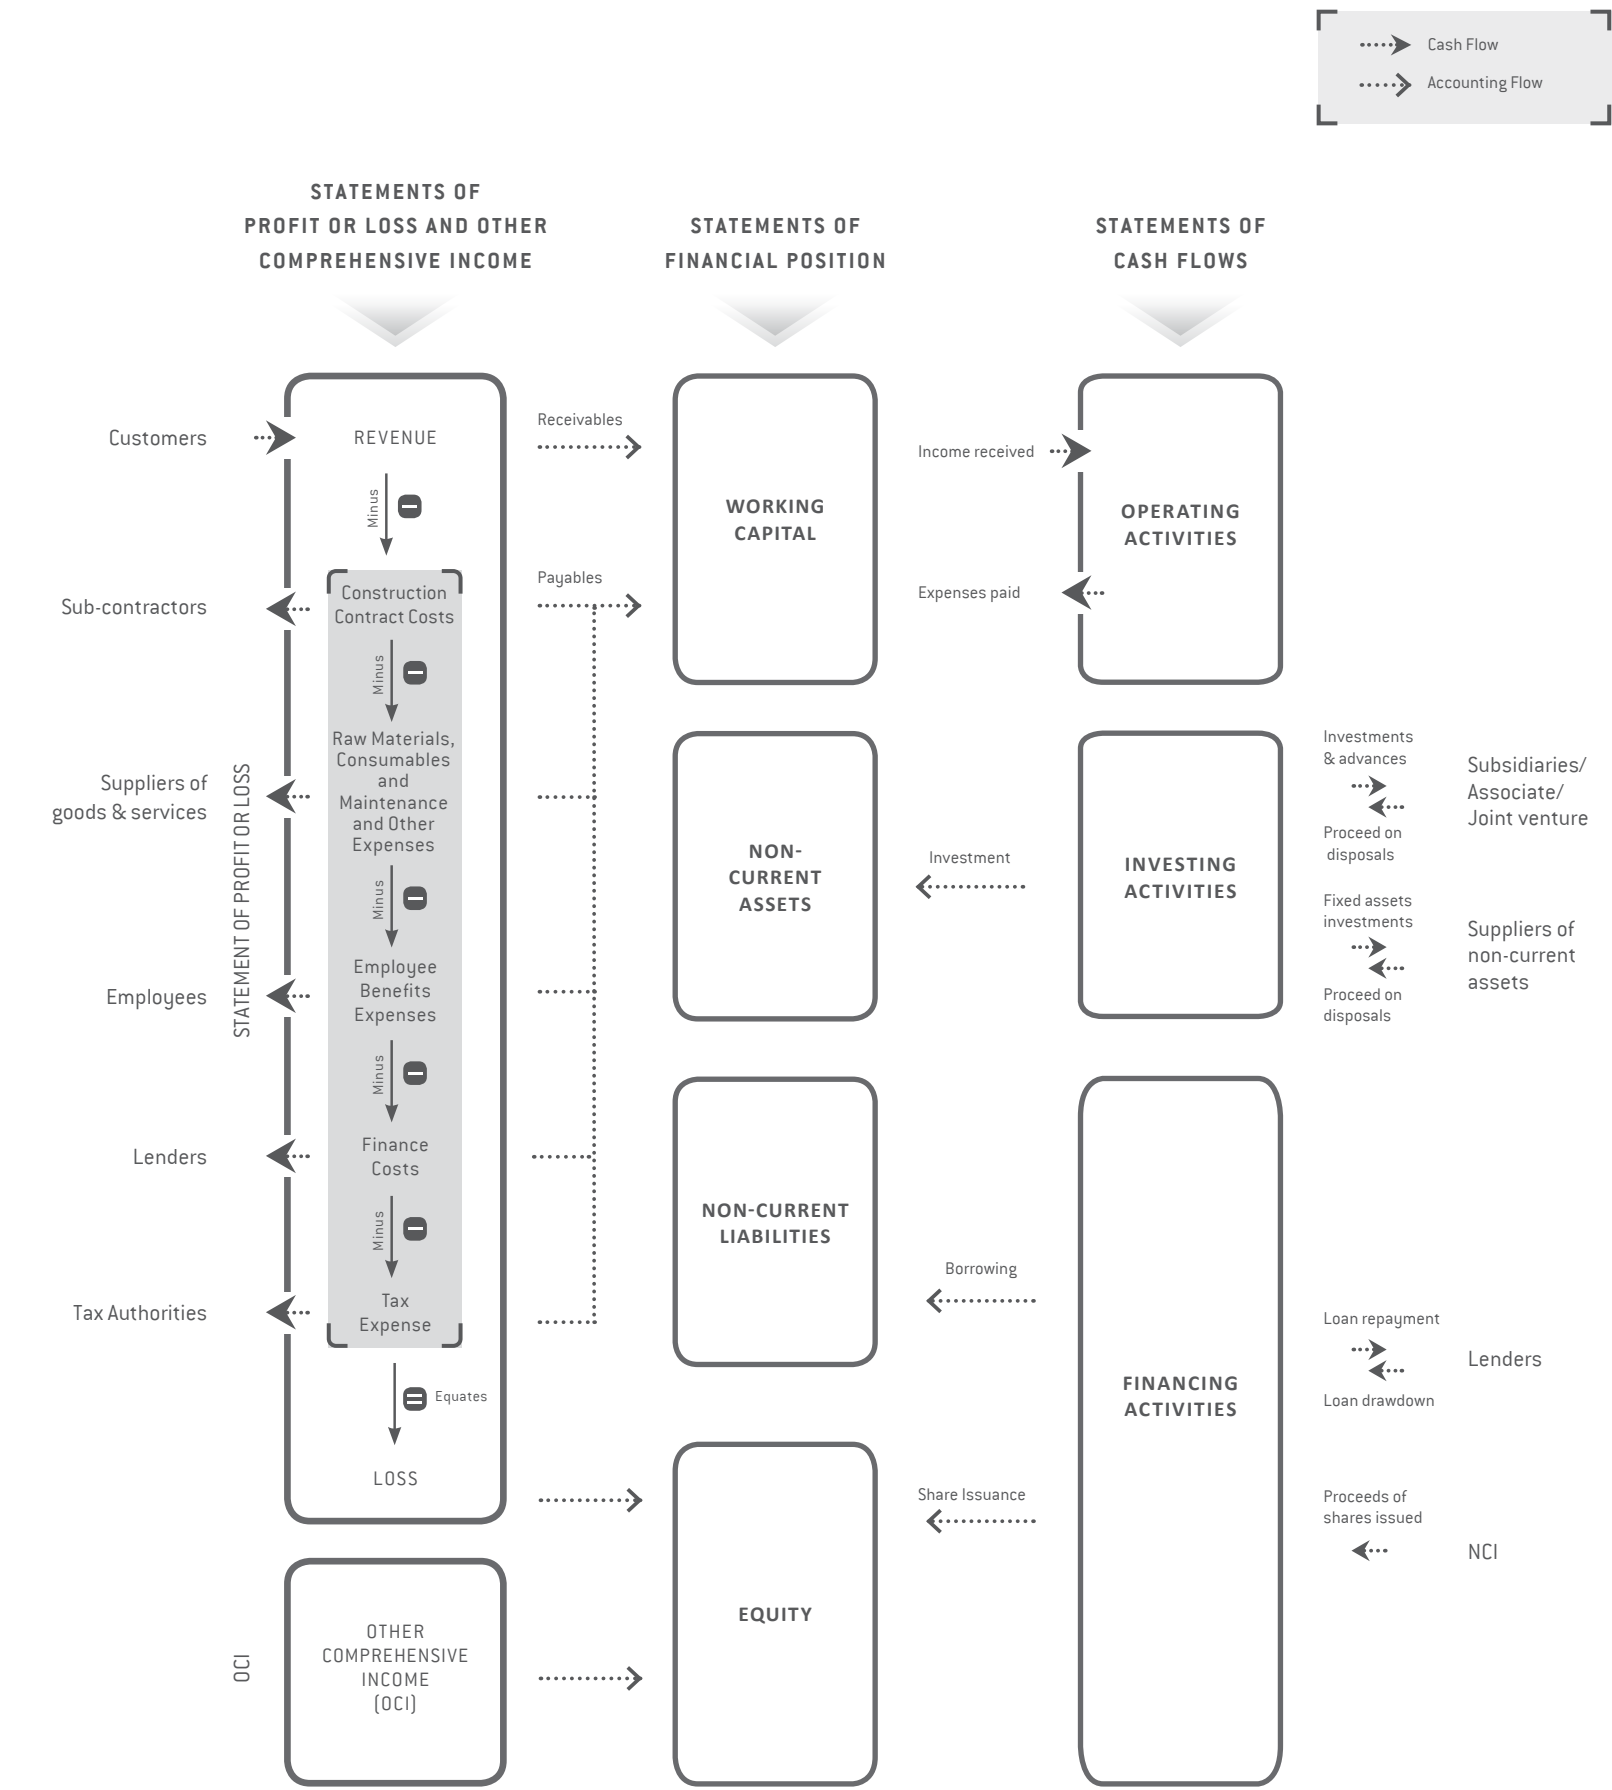 Cash Flow
Accounting Flow
STATEMENTS OF
PROFIT OR LOSS AND OTHER
COMPREHENSIVE INCOME
STATEMENTS OF
FINANCIAL POSITION
STATEMENTS OF
CASH FLOWS
Customers
Sub-contractors
Suppliers of
goods & services
Employees
Lenders
Tax Authorities
STATEMENT OF PROFIT OR LOSS
OCI
REVENUE
Minus
Construction
Contract Costs
Minus
Raw Materials,
Consumables
and
Maintenance
and Other
Expenses
Minus
Employee
Benefits
Expenses
Minus
Finance
Costs
Minus
Tax
Expense
Equates
LOSS
OTHER
COMPREHENSIVE
INCOME
(OCI)
Receivables
Payables
WORKING
CAPITAL
NON-
CURRENT
ASSETS
NON-CURRENT
LIABILITIES
EQUITY
Income received
Expenses paid
Investment
Borrowing
Share Issuance
OPERATING
ACTIVITIES
INVESTING
ACTIVITIES
FINANCING
ACTIVITIES
Investments
& advances
Proceed on
disposals
Subsidiaries/
Associate/
Joint venture
Fixed assets
investments
Proceed on
disposals
Suppliers of
non-current
assets
Loan repayment
Loan drawdown
Lenders
Proceeds of
shares issued
NCI